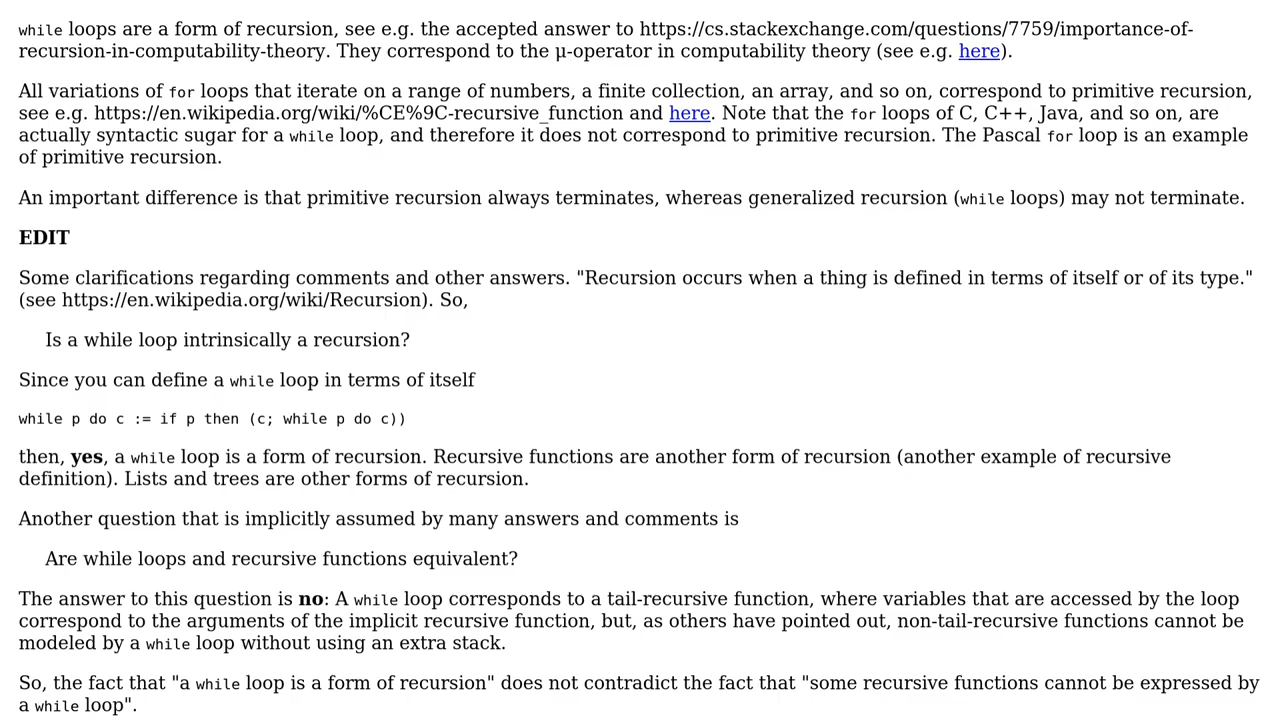 while loops are a form of recursion, see e.g. the accepted answer to https://cs.stackexchange.com/questions/7759/importance-of-
recursion-in-computability-theory. They correspond to the μ-operator in computability theory (see e.g. here).
All variations of for loops that iterate on a range of numbers, a finite collection, an array, and so on, correspond to primitive recursion,
see e.g. https://en.wikipedia.org/wiki/%CE%9C-recursive_function and here. Note that the for loops of C, C++, Java, and so on, are
actually syntactic sugar for a while loop, and therefore it does not correspond to primitive recursion. The Pascal for loop is an example
of primitive recursion.
An important difference is that primitive recursion always terminates, whereas generalized recursion (while loops) may not terminate.
EDIT
Some clarifications regarding comments and other answers. "Recursion occurs when a thing is defined in terms of itself or of its type."
(see https://en.wikipedia.org/wiki/Recursion). So,
Is a while loop intrinsically a recursion?
Since you can define a while loop in terms of itself
while p do c := if p then (c; while p do c))
then, yes, a while loop is a form of recursion. Recursive functions are another form of recursion (another example of recursive
definition). Lists and trees are other forms of recursion.
Another question that is implicitly assumed by many answers and comments is
Are while loops and recursive functions equivalent?
The answer to this question is no: A while loop corresponds to a tail-recursive function, where variables that are accessed by the loop
correspond to the arguments of the implicit recursive function, but, as others have pointed out, non-tail-recursive functions cannot be
modeled by a while loop without using an extra stack.
So, the fact that "a while loop is a form of recursion" does not contradict the fact that "some recursive functions cannot be expressed by
a while loop".